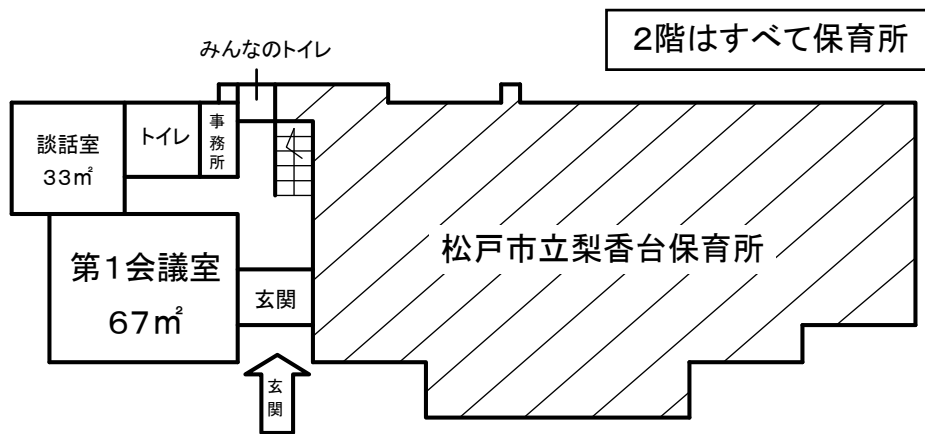 2階はすべて保育所
みんなのトイレ
談話室
33㎡
トイレ
事務所
松戸市立梨香台保育所
第1会議室
67㎡
玄関
玄関